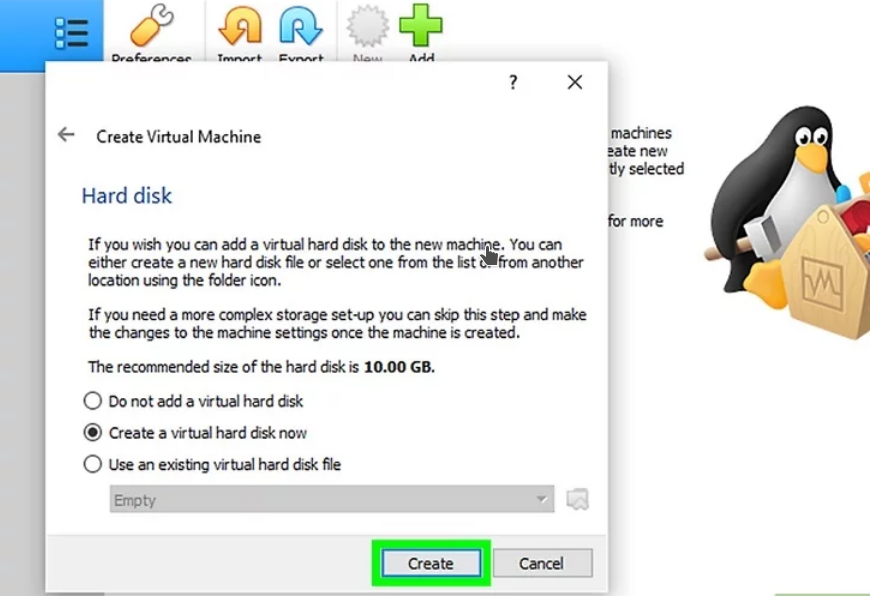 Preferences Import Export New Add
?
Create Virtual Machine
machines
eate new
tly selected
for more
Hard disk
If you wish you can add a virtual hard disk to the new machine. You can
either create a new hard disk file or select one from the list or from another
location using the folder icon.
If you need a more complex storage set-up you can skip this step and make
the changes to the machine settings once the machine is created.
The recommended size of the hard disk is 10.00 GB.
Do not add a virtual hard disk
Create a virtual hard disk now
Use an existing virtual hard disk file
Empty
Create Cancel